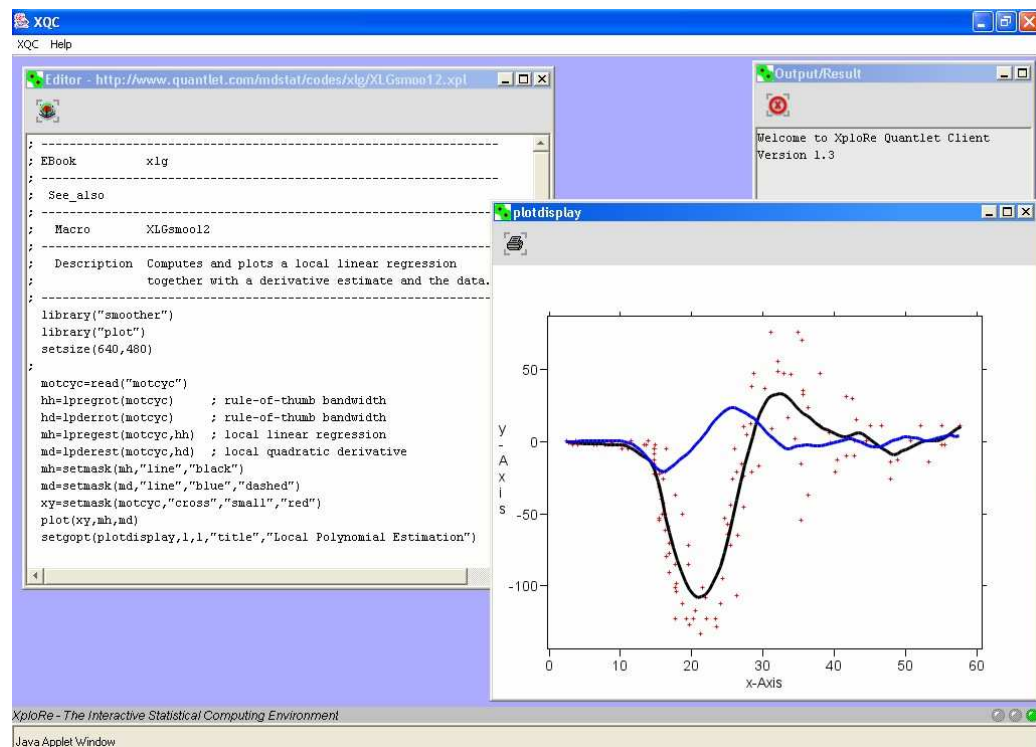 XQC
XQC Help
Editor - http://www.quantlet.com/mdstat/codes/xlg/XLGsmoo12.xpl
; ------------------------------------------------------------------
; EBook xlg
; ------------------------------------------------------------------
; See_also
; ------------------------------------------------------------------
; Macro XLGsmoo12
; ------------------------------------------------------------------
; Description Computes and plots a local linear regression
; together with a derivative estimate and the data.
; ------------------------------------------------------------------
library("smoother")
library("plot")
setsize(640,480)
;
motcyc=read("motcyc")
hh=lpregrot(motcyc) ; rule-of-thumb bandwidth
hd=lpderrot(motcyc) ; rule-of-thumb bandwidth
mh=lpregest(motcyc,hh) ; local linear regression
md=lpderest(motcyc,hd) ; local quadratic derivative
mh=setmask(mh,"line","black")
md=setmask(md,"line","blue","dashed")
xy=setmask(motcyc,"cross","small","red")
plot(xy,mh,md)
setgopt(plotdisplay,1,1,"title","Local Polynomial Estimation")
Output/Result
Welcome to XploRe Quantlet Client
Version 1.3
plotdisplay
50
0
-50
-100
y-Axis
0 10 20 30 40 50 60
x-Axis
XploRe - The Interactive Statistical Computing Environment
Java Applet Window